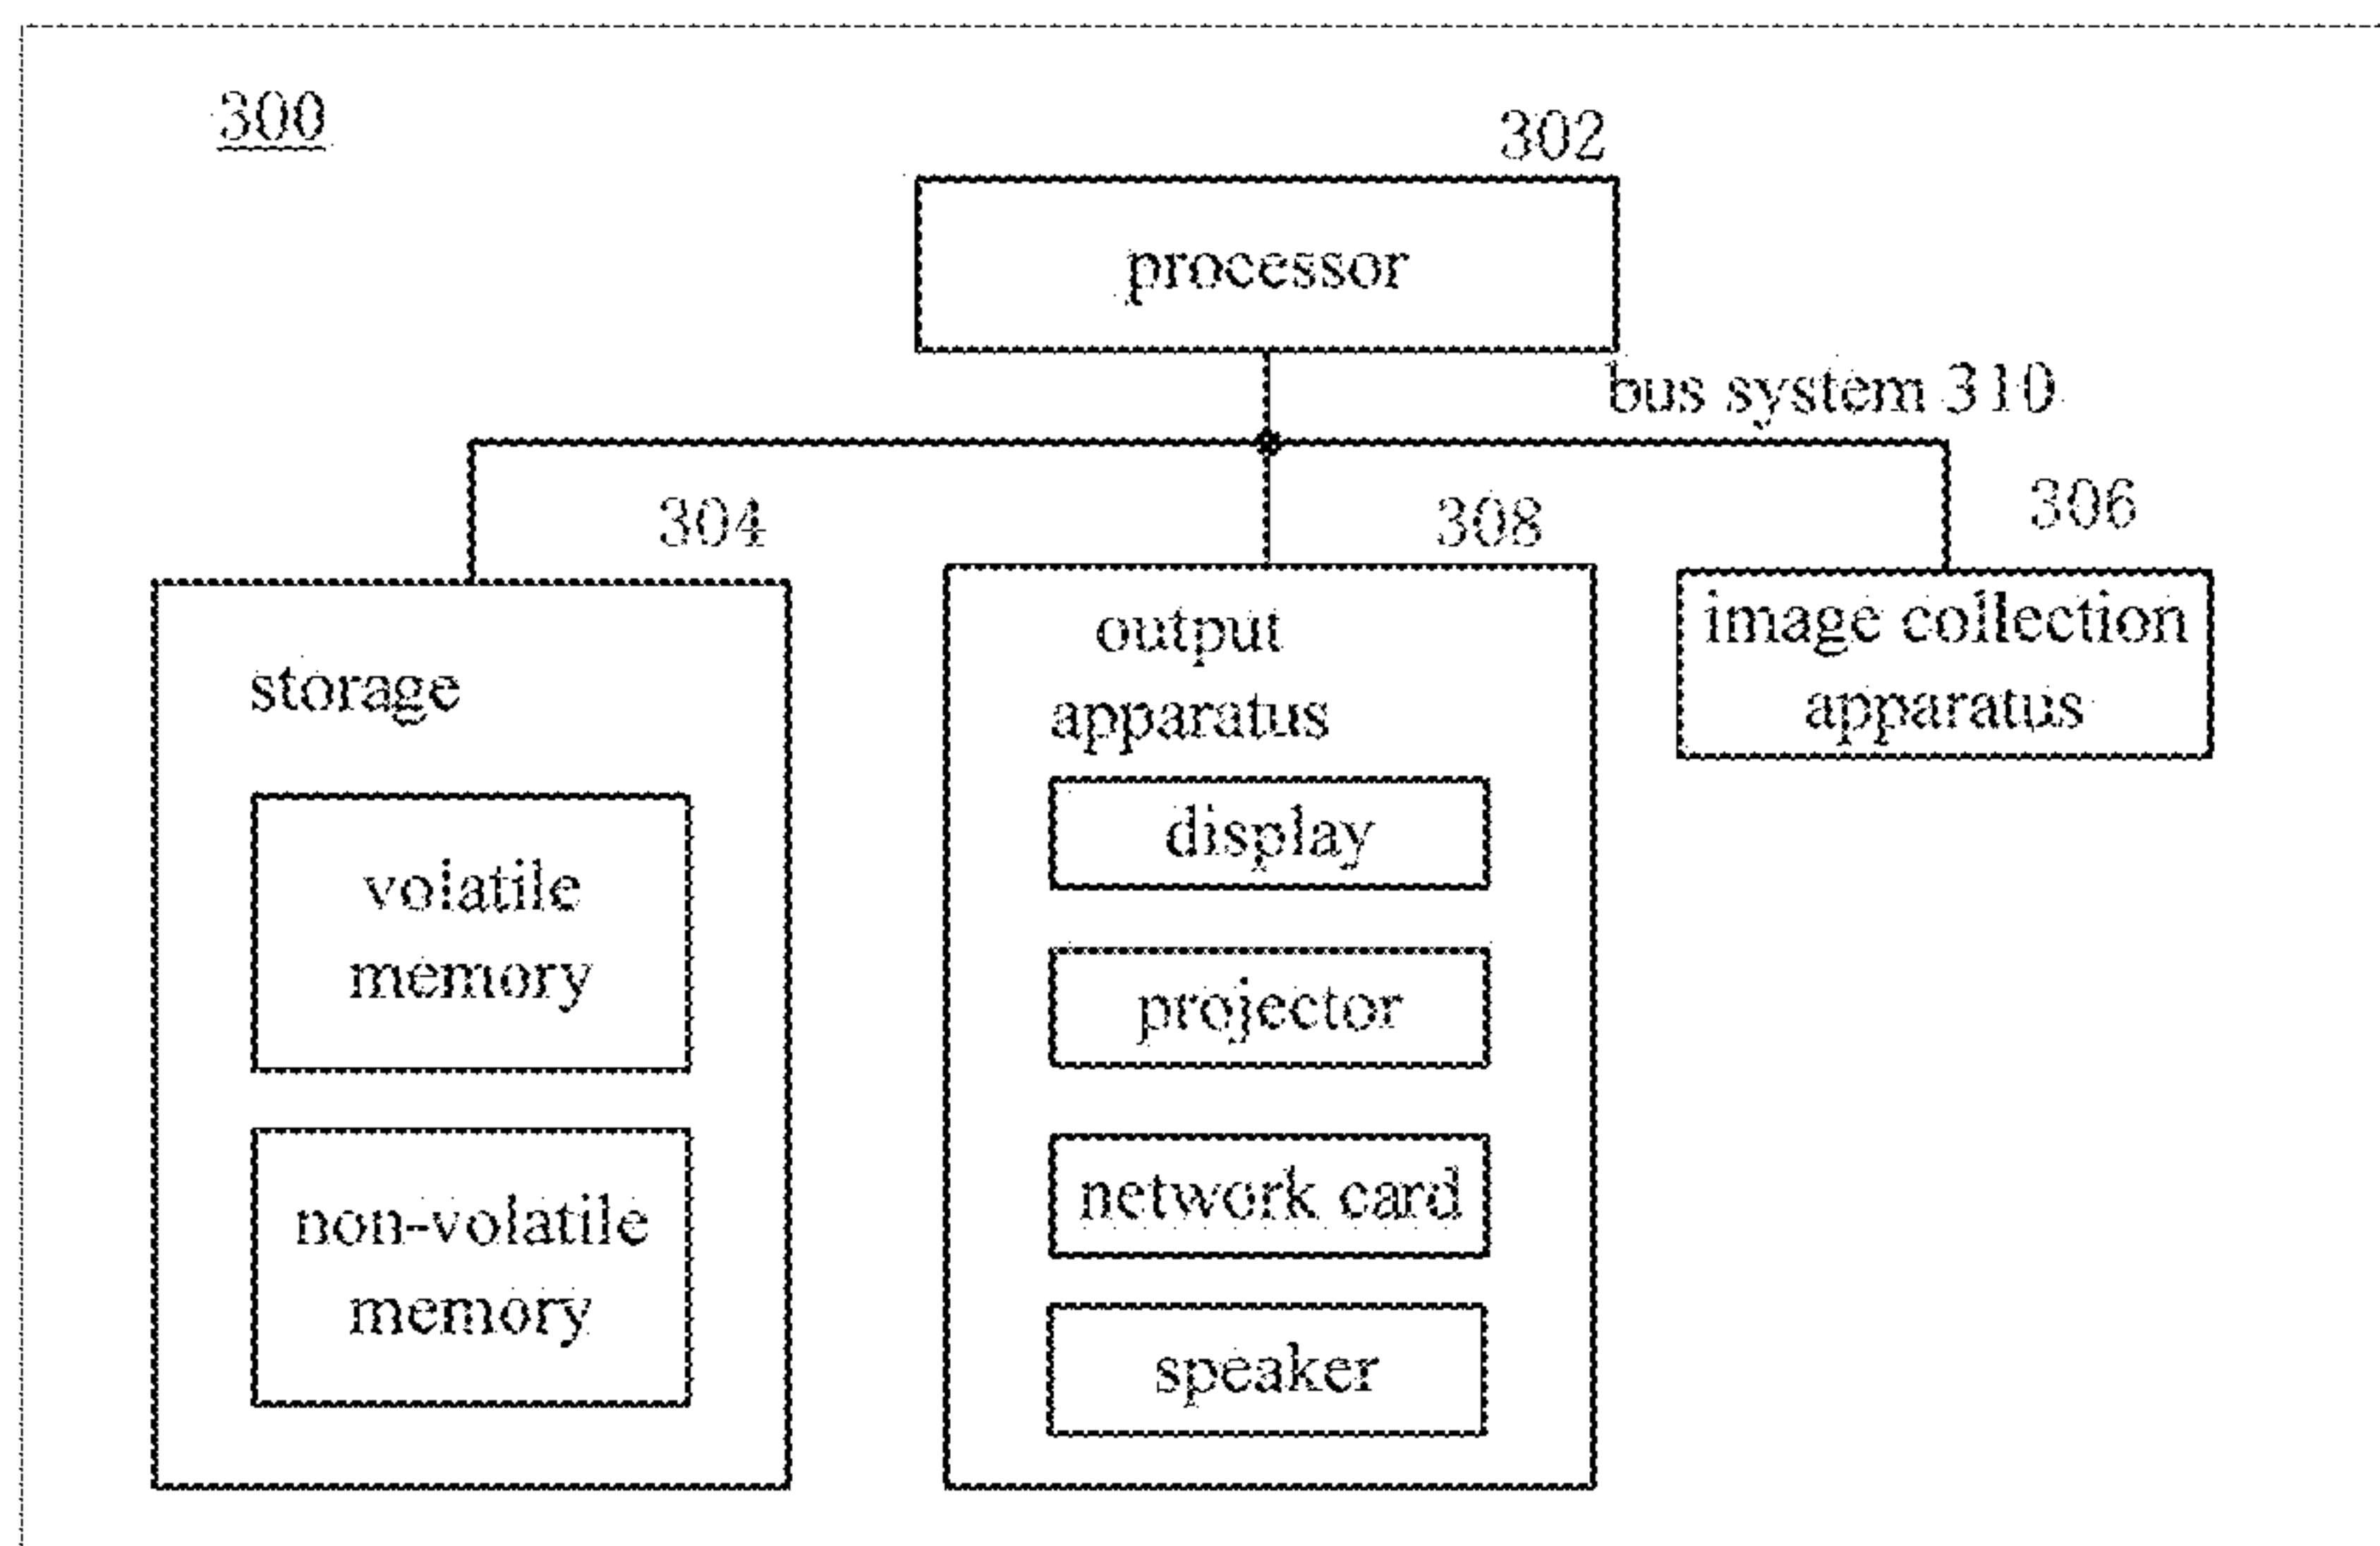 300
302
processor
bus system 310
304
308
306
storage
volatile
memory
non-volatile
memory
output
apparatus
display
projector
network card
speaker
image collection
apparatus